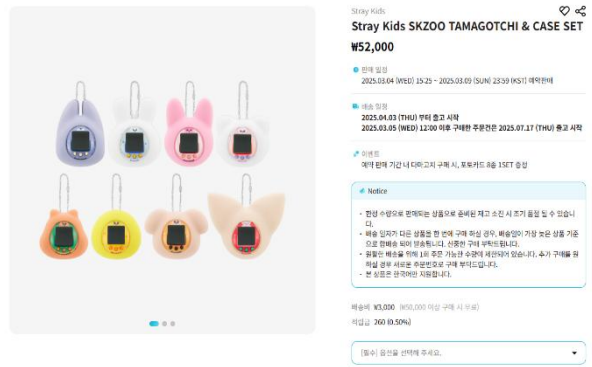 Stray Kids
Stray Kids SKZOO TAMAGOTCHI & CASE SET
₩52,000
판매 일정
2025.03.04 (WED) 15:25 ~ 2025.03.09 (SUN) 23:59 (KST) 예약판매
배송 일정
2025.04.03 (THU) 부터 출고 시작
2025.03.05 (WED) 12:00 이후 구매한 주문건은 2025.07.17 (THU) 출고 시작
이벤트
예약 판매 기간 내 다마고치 구매 시, 포토카드 8종 1SET 증정
Notice
• 한정 수량으로 판매되는 상품으로 준비된 재고 소진 시 조기 품절 될 수 있습니
다.
• 배송 일자가 다른 상품을 한 번에 구매 하실 경우, 배송일이 가장 늦은 상품 기준
으로 합배송 되어 발송됩니다. 신중한 구매 부탁드립니다.
• 원활한 배송을 위해 1회 주문 가능한 수량이 제한되어 있습니다. 추가 구매를 원
하실 경우 새로운 주문번호로 구매 부탁드립니다.
• 본 상품은 한국어만 지원합니다.
배송비 ₩3,000 (₩50,000 이상 구매 시 무료)
적립금 260 (0.50%)
[필수] 옵션을 선택해 주세요.